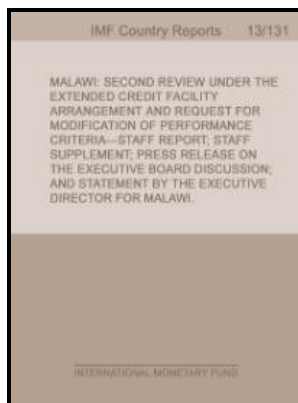 IMF Country Reports 13/131
MALAWI: SECOND REVIEW UNDER THE
EXTENDED CREDIT FACILITY
ARRANGEMENT AND REQUEST FOR
MODIFICATION OF PERFORMANCE
CRITERIA—STAFF REPORT; STAFF
SUPPLEMENT; PRESS RELEASE ON
THE EXECUTIVE BOARD DISCUSSION;
AND STATEMENT BY THE EXECUTIVE
DIRECTOR FOR MALAWI.
INTERNATIONAL MONETARY FUND